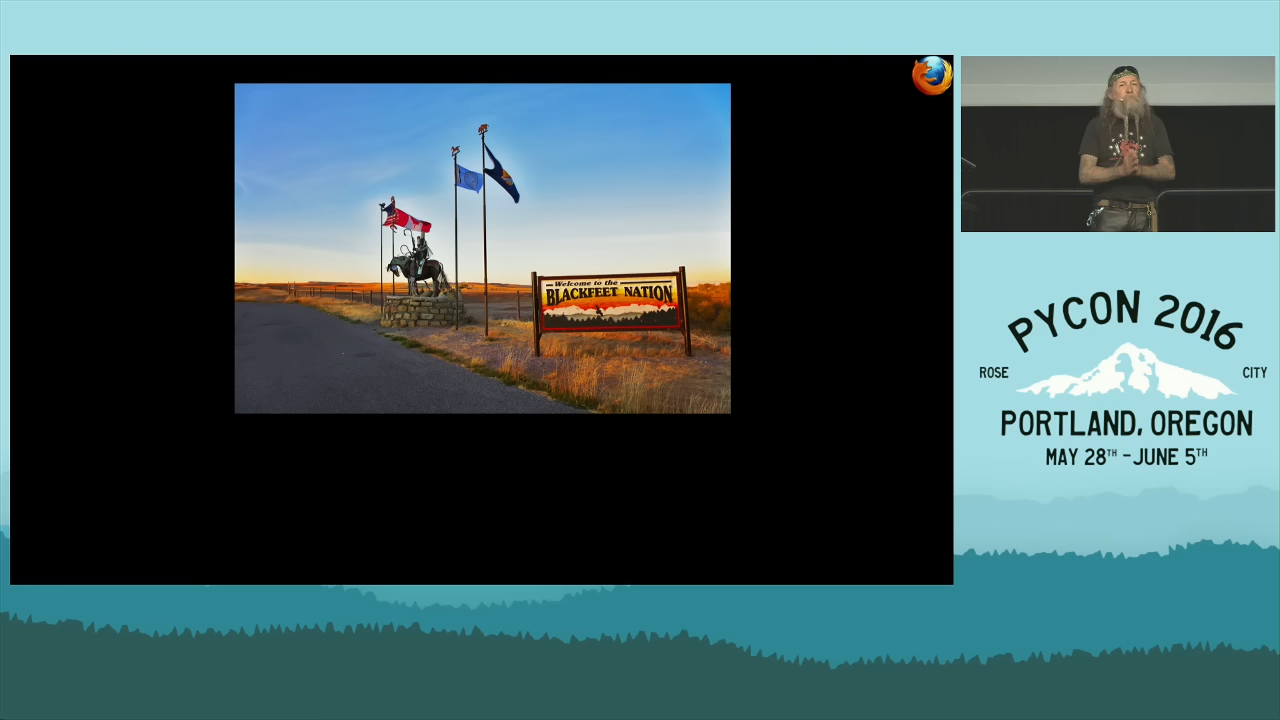 Welcome to the
BLACKFEET NATION
PYCON 2016
ROSE CITY
PORTLAND, OREGON
MAY 28TH - JUNE 5TH